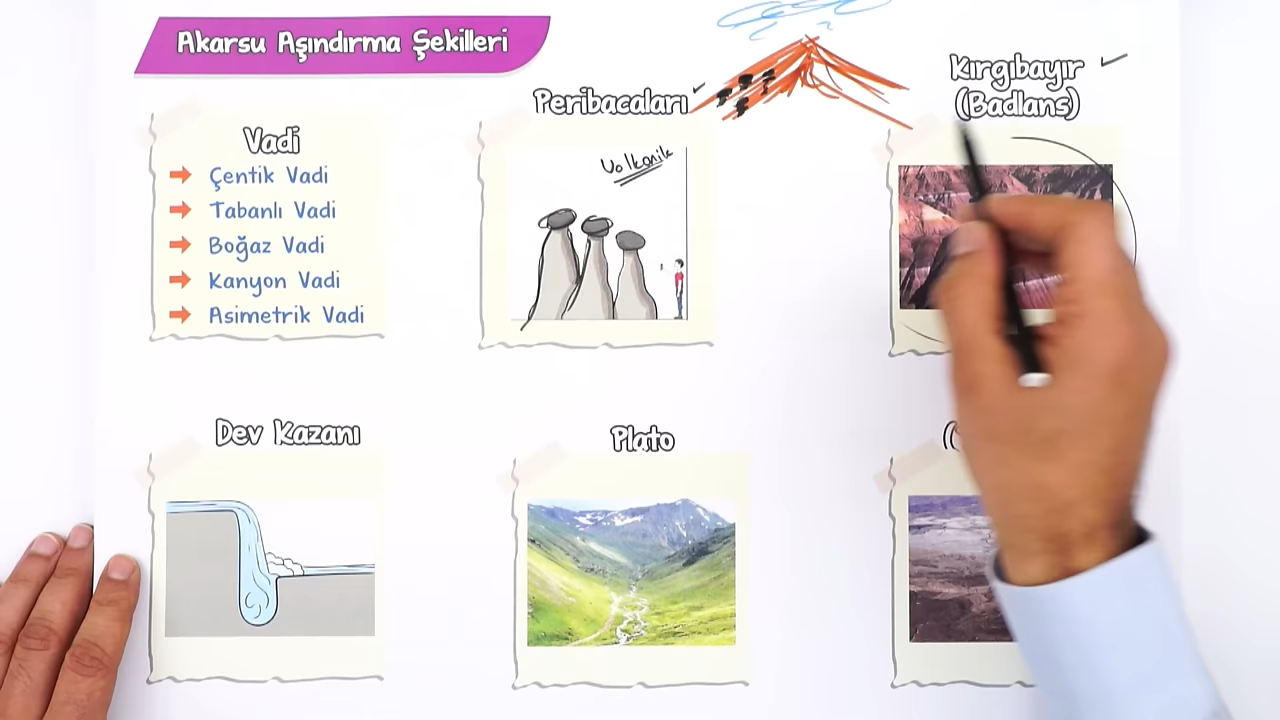 Akarsu Aşındırma Şekilleri
Vadi
Çentik Vadi
Tabanlı Vadi
Boğaz Vadi
Kanyon Vadi
Asimetrik Vadi
Peribacaları
Volkanik
Kırgıbayır
(Badlans)
Dev Kazanı
Plato